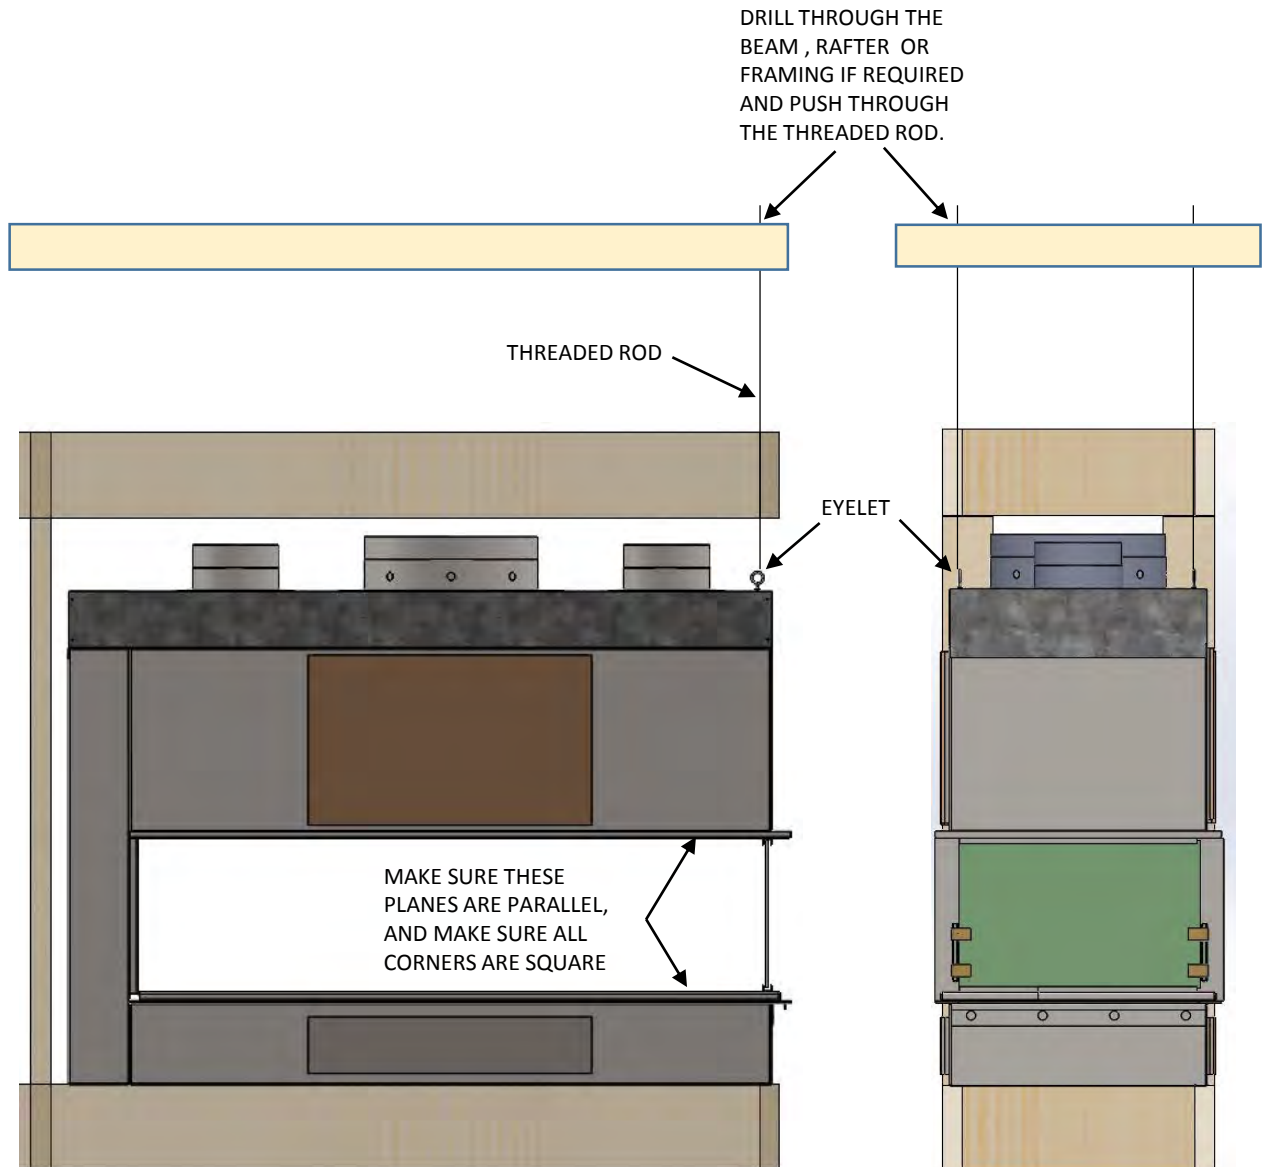 DRILL THROUGH THE
BEAM , RAFTER  OR
FRAMING IF REQUIRED
AND PUSH THROUGH
THE THREADED ROD.
THREADED ROD
EYELET
MAKE SURE THESE
PLANES ARE PARALLEL,
AND MAKE SURE ALL
CORNERS ARE SQUARE